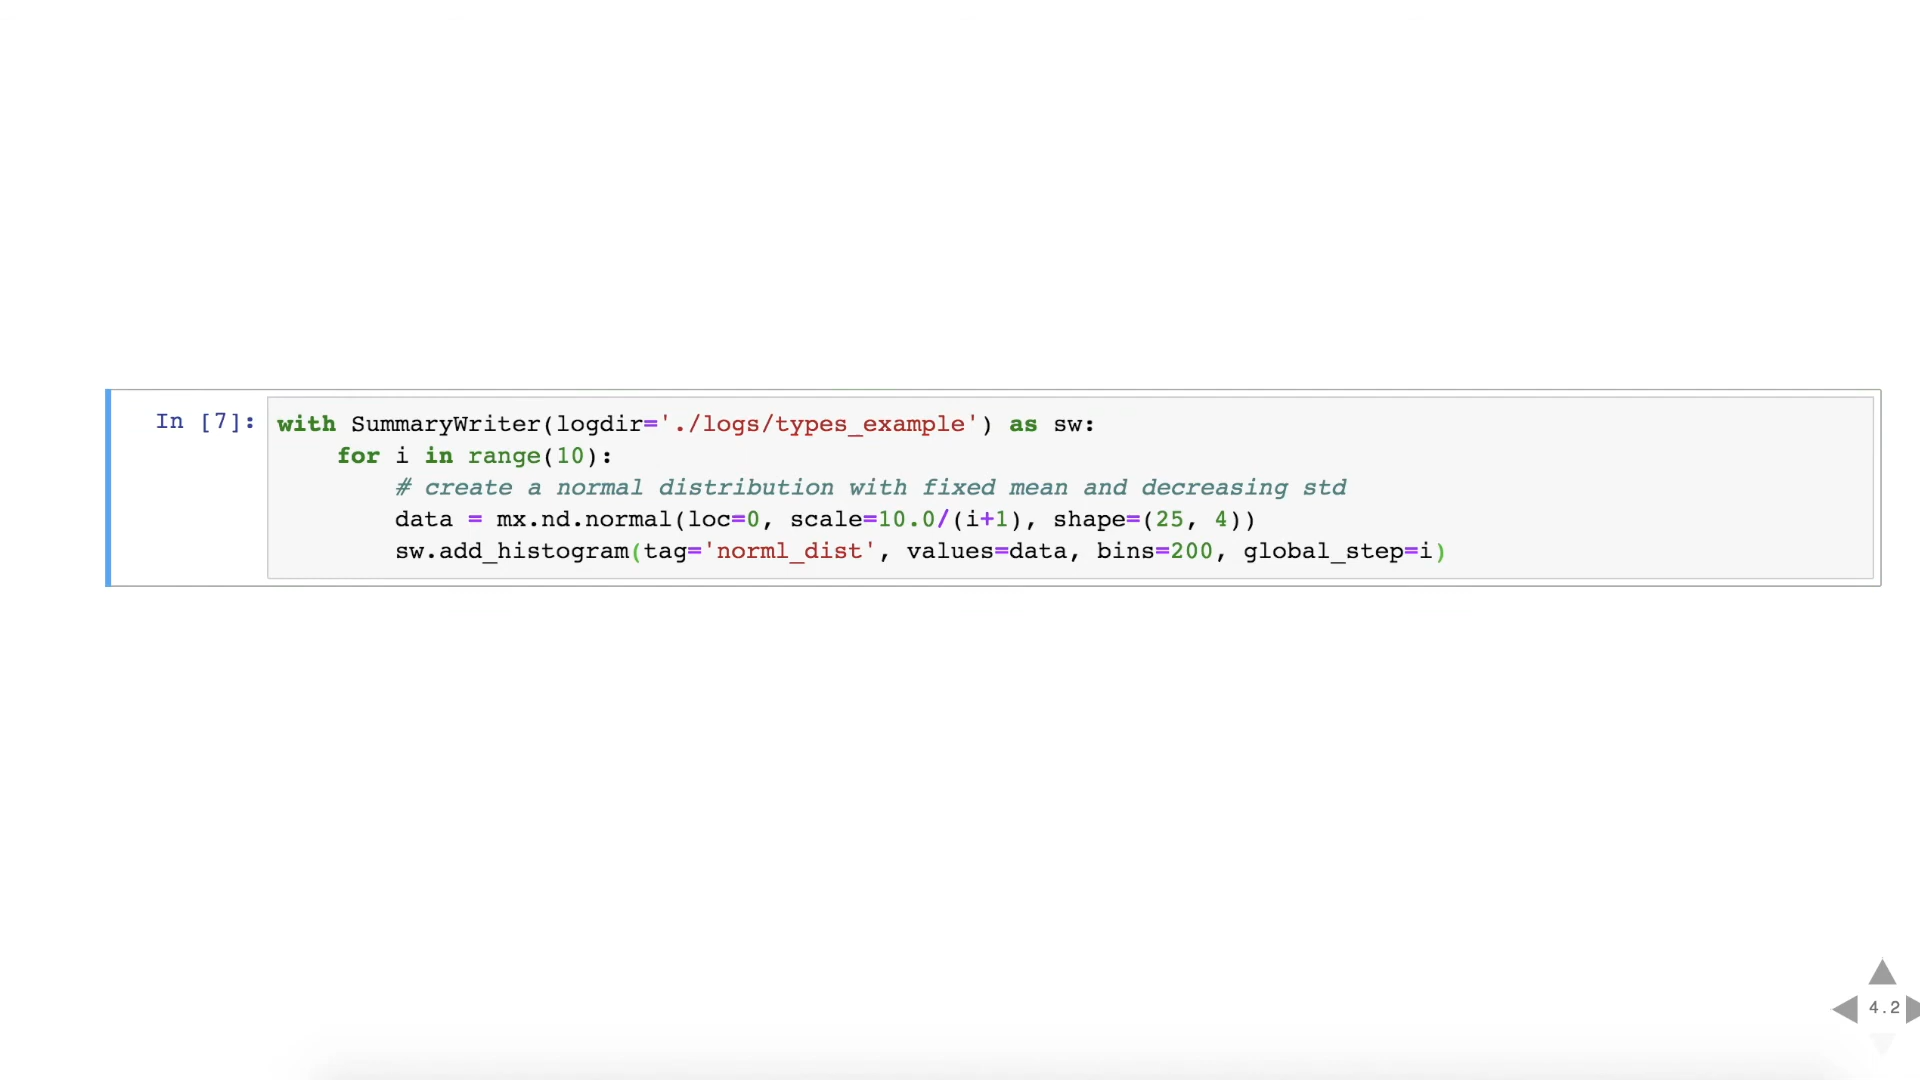 In [7]: with SummaryWriter(logdir='./logs/types_example') as sw:
for i in range(10):
# create a normal distribution with fixed mean and decreasing std
data = mx.nd.normal(loc=0, scale=10.0/(i+1), shape=(25, 4))
sw.add_histogram(tag='norml_dist', values=data, bins=200, global_step=i)
4.2